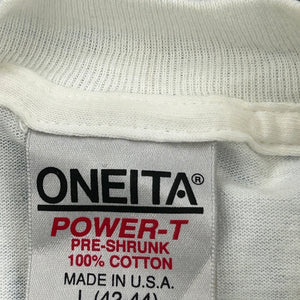 ONEITA®
POWER-T
PRE-SHRUNK
100% COTTON
MADE IN U.S.A.
L (42-44)